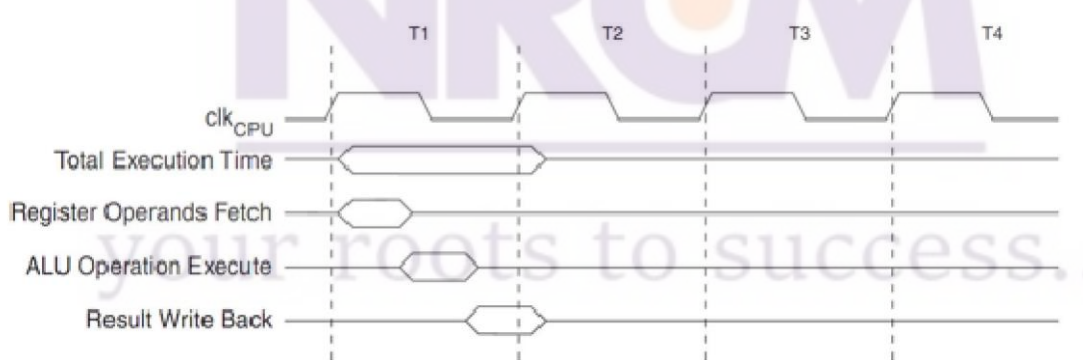 NRCM
T1 T2 T3 T4
clkCPU
Total Execution Time
Register Operands Fetch
your roots to success.
ALU Operation Execute
Result Write Back